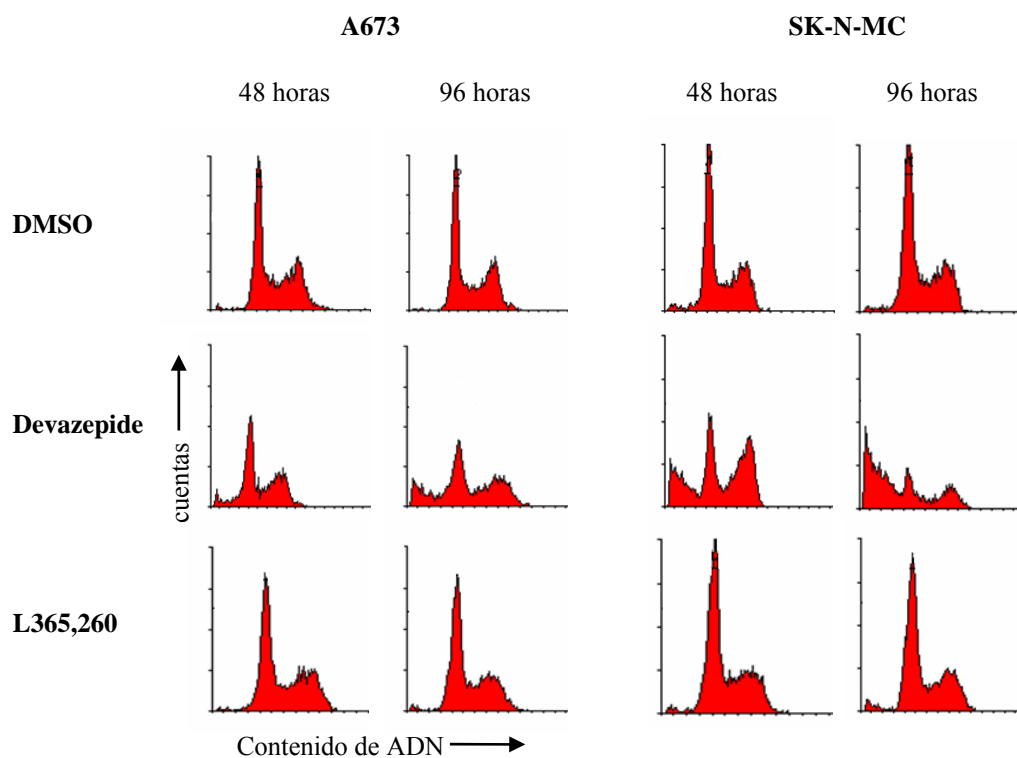 A673 SK-N-MC
48 horas 96 horas 48 horas 96 horas
DMSO
Devazepide
cuentas
L365,260
Contenido de ADN